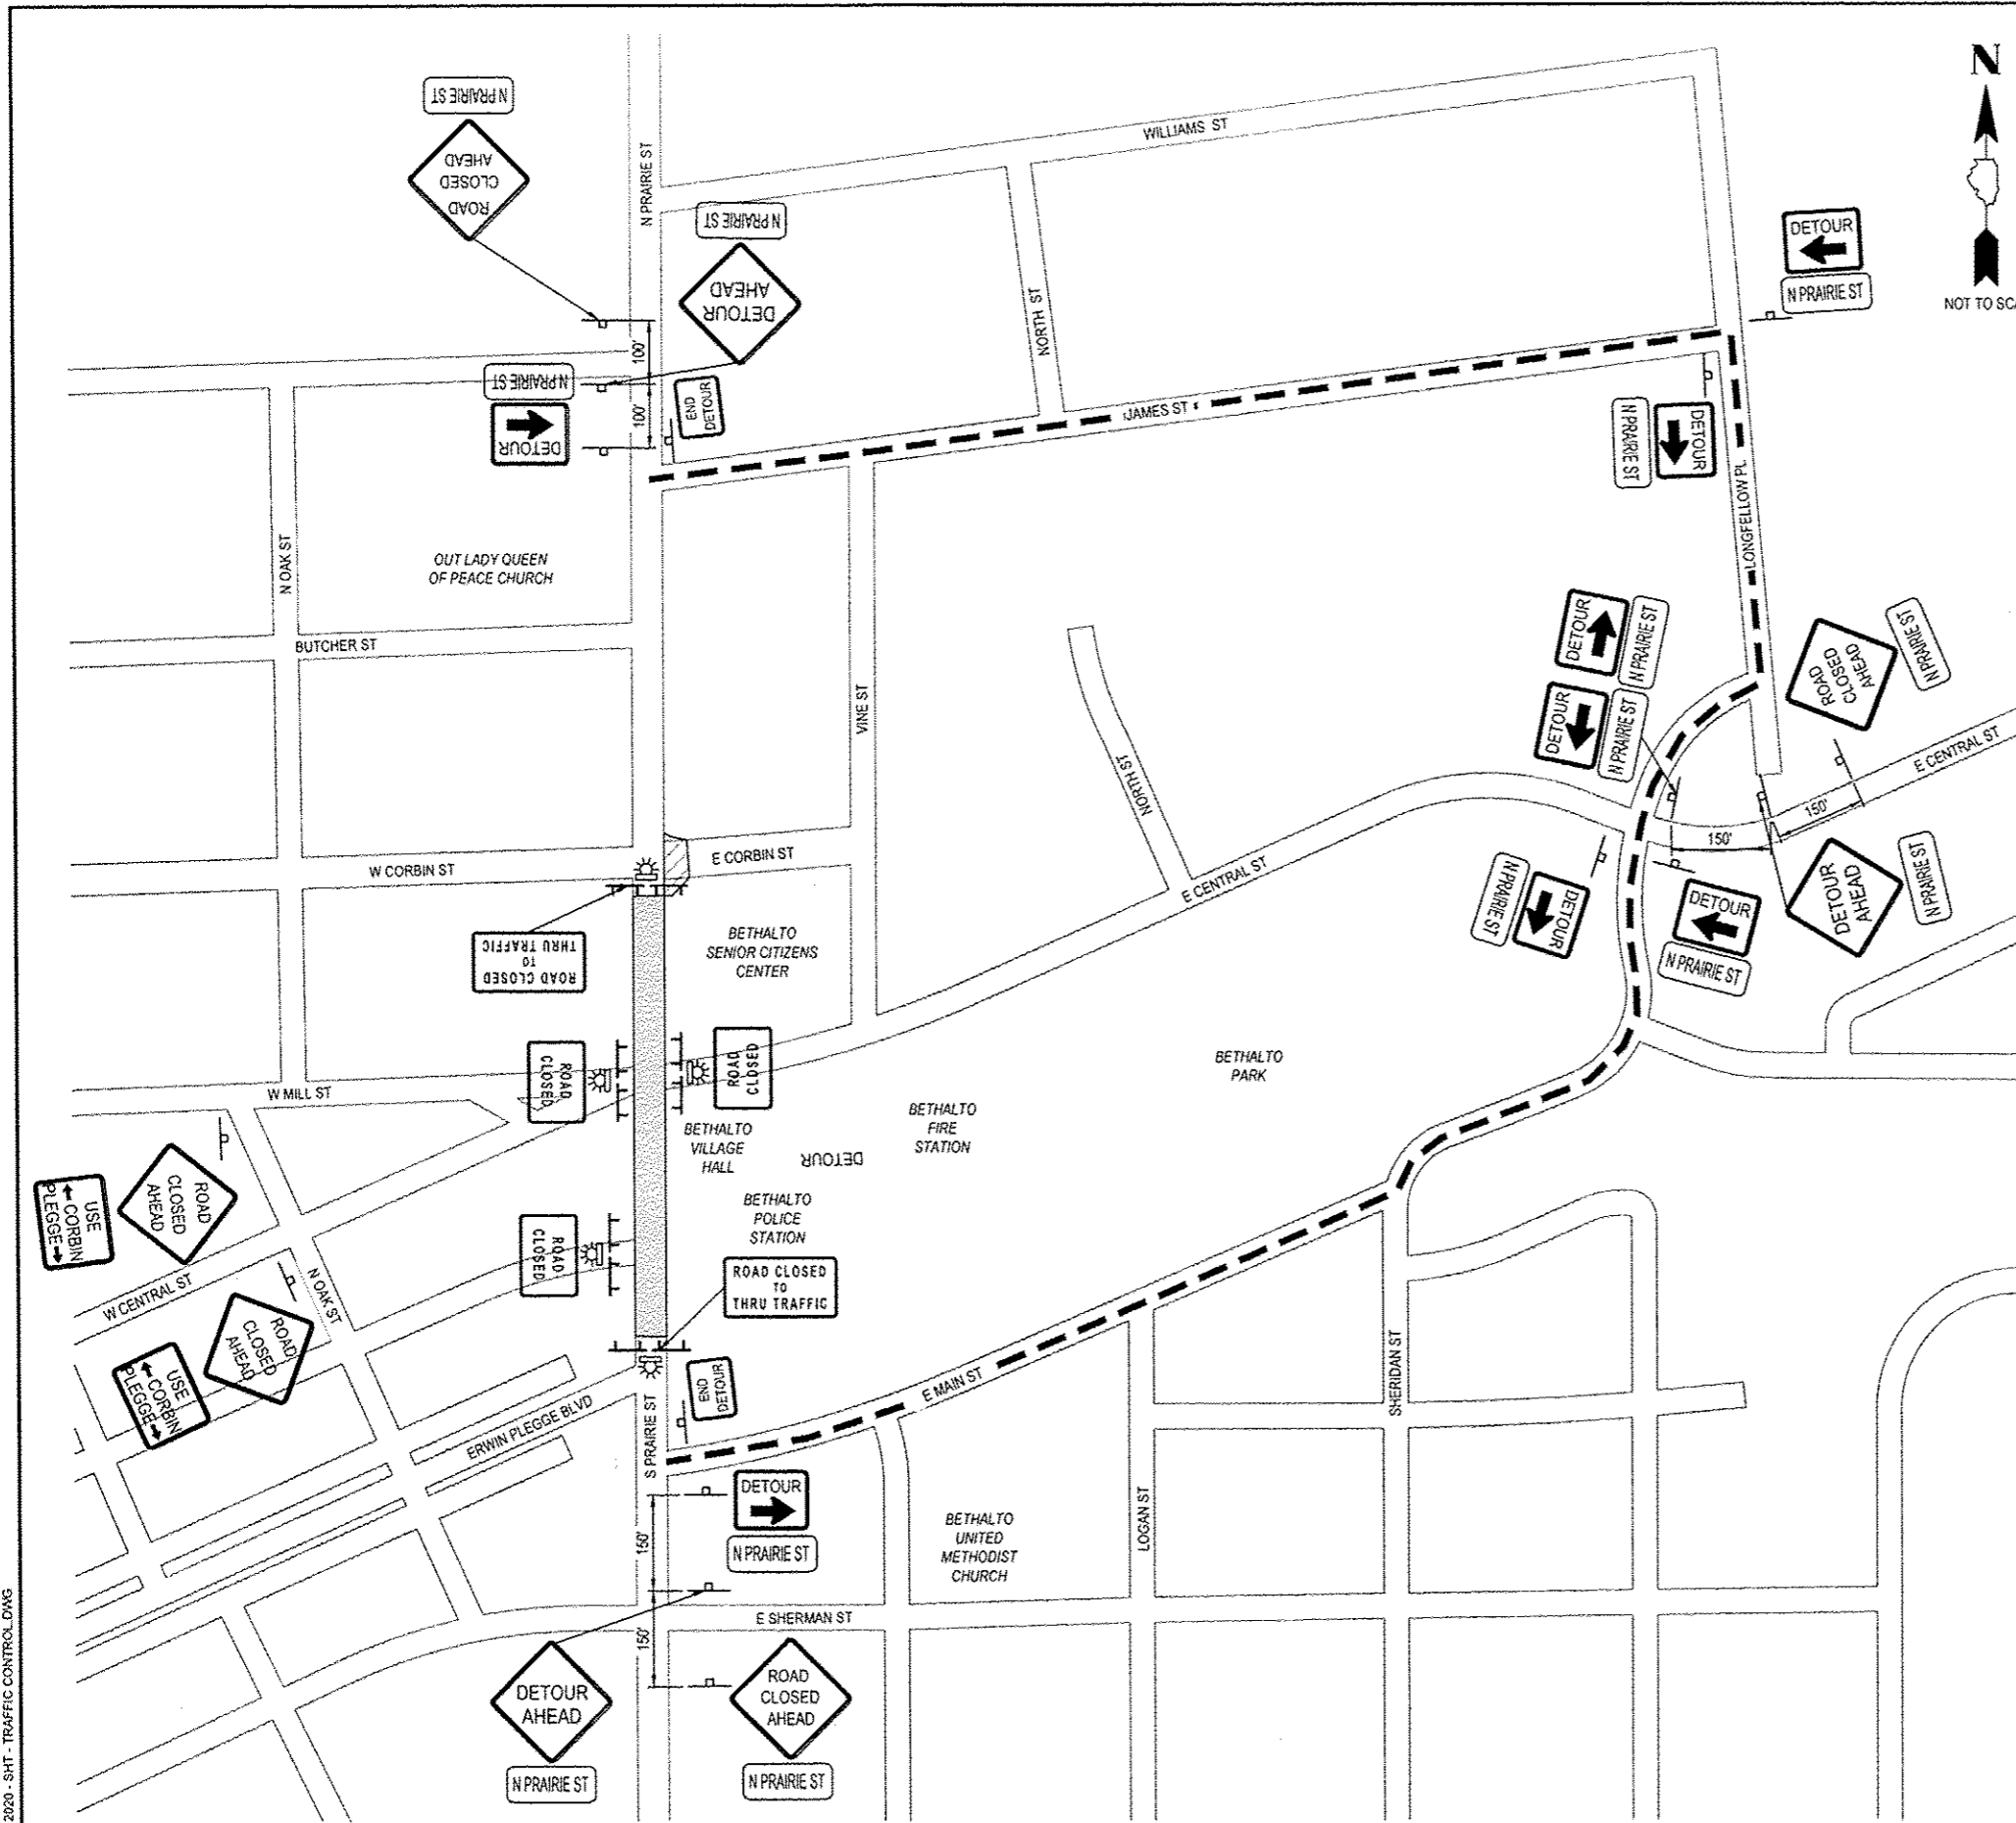 N
NOT TO SC
N PRAIRIE ST
ROAD
CLOSED
AHEAD
N PRAIRIE ST
WILLIAMS ST
N PRAIRIE ST
DETOUR
AHEAD
DETOUR
N PRAIRIE ST
100'
100'
N PRAIRIE ST
DETOUR
END
DETOUR
NORTH ST
JAMES ST
DETOUR
N PRAIRIE ST
LONGFELLOW PL
N OAK ST
OUT LADY QUEEN
OF PEACE CHURCH
BUTCHER ST
VINE ST
NORTH ST
DETOUR
N PRAIRIE ST
DETOUR
N PRAIRIE ST
ROAD
CLOSED
AHEAD
N PRAIRIE ST
E CENTRAL ST
150'
150'
W CORBIN ST
E CORBIN ST
E CENTRAL ST
DETOUR
N PRAIRIE ST
DETOUR
N PRAIRIE ST
DETOUR
AHEAD
N PRAIRIE ST
ROAD CLOSED
TO
THRU TRAFFIC
BETHALTO
SENIOR CITIZENS
CENTER
ROAD
CLOSED
ROAD
CLOSED
BETHALTO
PARK
W MILL ST
BETHALTO
VILLAGE
HALL
BETHALTO
FIRE
STATION
DETOUR
BETHALTO
POLICE
STATION
USE
CORBIN
PLEGGE
ROAD
CLOSED
AHEAD
W CENTRAL ST
N OAK ST
ROAD
CLOSED
ROAD CLOSED
TO
THRU TRAFFIC
USE
CORBIN
PLEGGE
ROAD
CLOSED
AHEAD
ERWIN PLEGGE BLVD
S PRAIRIE ST
END
DETOUR
E MAIN ST
SHERIDAN ST
LOGAN ST
DETOUR
N PRAIRIE ST
150'
150'
BETHALTO
UNITED
METHODIST
CHURCH
E SHERMAN ST
DETOUR
AHEAD
N PRAIRIE ST
ROAD
CLOSED
AHEAD
N PRAIRIE ST
2020 - SHT - TRAFFIC CONTROL.DWG